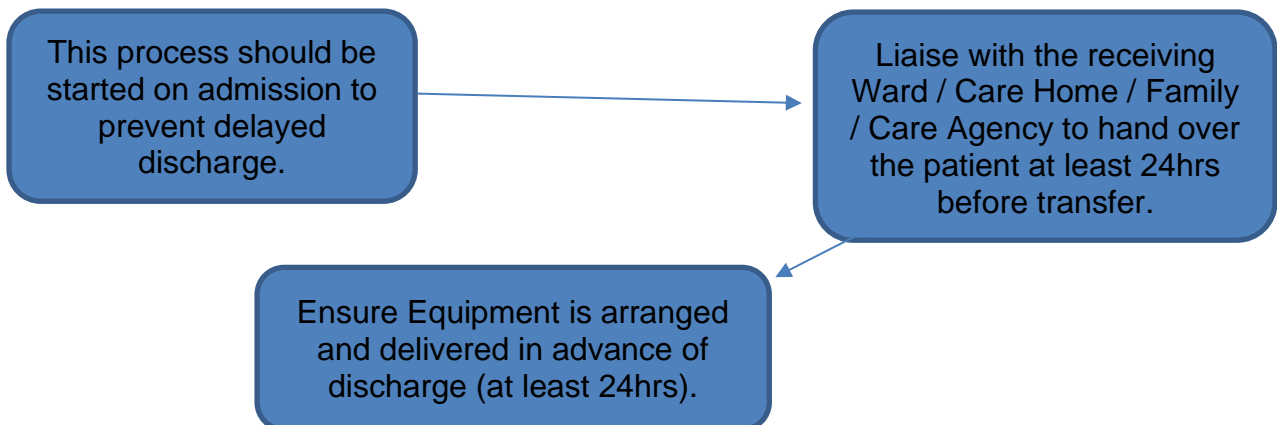 This process should be
started on admission to
prevent delayed
discharge.
Liaise with the receiving
Ward / Care Home / Family
/ Care Agency to hand over
the patient at least 24hrs
before transfer.
Ensure Equipment is arranged
and delivered in advance of
discharge (at least 24hrs).